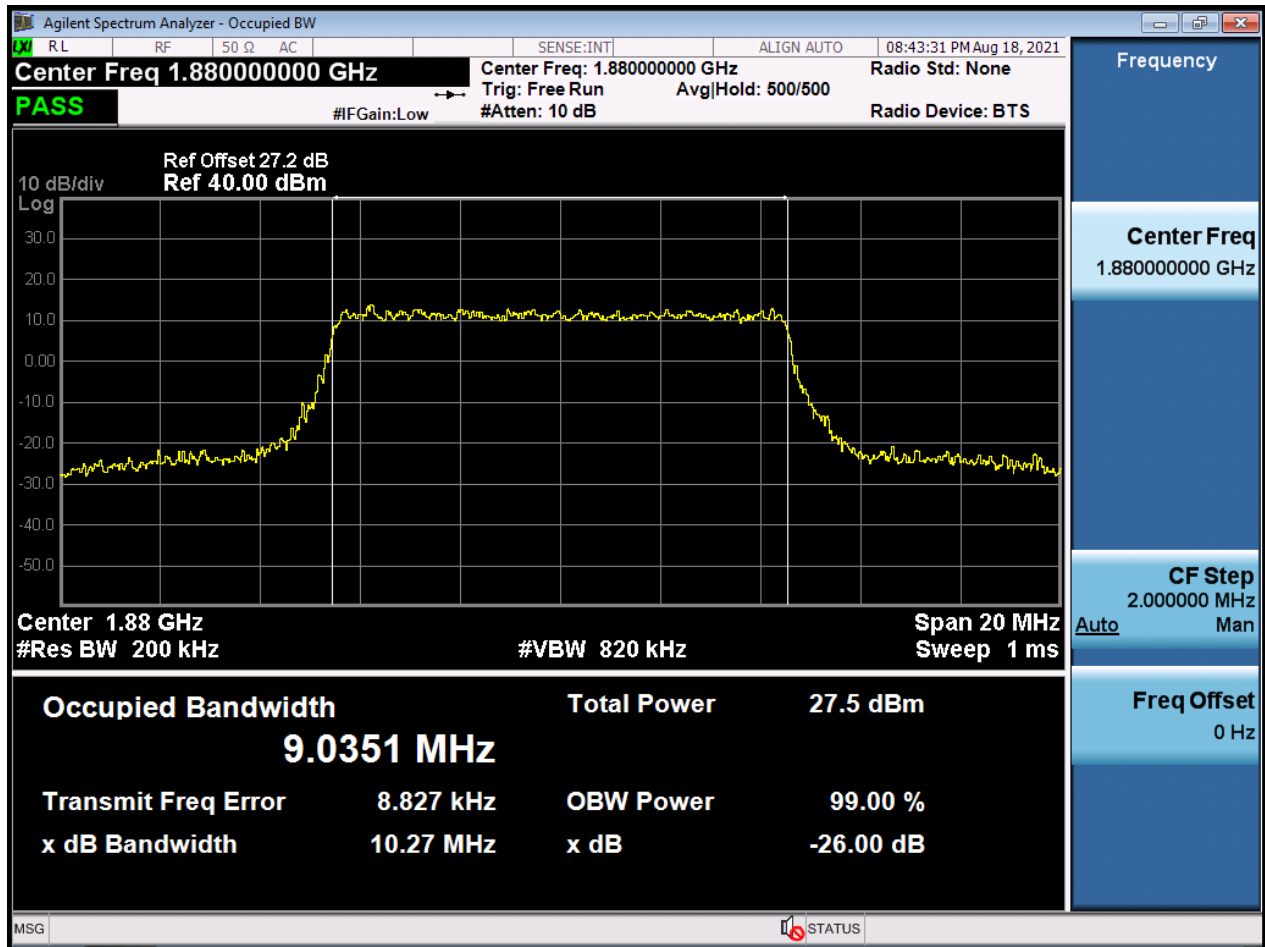 Agilent Spectrum Analyzer - Occupied BW
LXI RL RF 50 Ω AC SENSE:INT ALIGN AUTO 08:43:31 PM Aug 18, 2021
Center Freq 1.880000000 GHz
PASS
#IFGain:Low
Center Freq: 1.880000000 GHz
Trig: Free Run Avg|Hold: 500/500
#Atten: 10 dB
Radio Std: None
Radio Device: BTS
Ref Offset 27.2 dB
10 dB/div Ref 40.00 dBm
Log
30.0
20.0
10.0
0.00
-10.0
-20.0
-30.0
-40.0
-50.0
Center 1.88 GHz Span 20 MHz
#Res BW 200 kHz #VBW 820 kHz Sweep 1 ms
Occupied Bandwidth Total Power 27.5 dBm
9.0351 MHz
Transmit Freq Error 8.827 kHz OBW Power 99.00 %
x dB Bandwidth 10.27 MHz x dB -26.00 dB
Frequency
Center Freq
1.880000000 GHz
CF Step
2.000000 MHz
Auto Man
Freq Offset
0 Hz
MSG STATUS